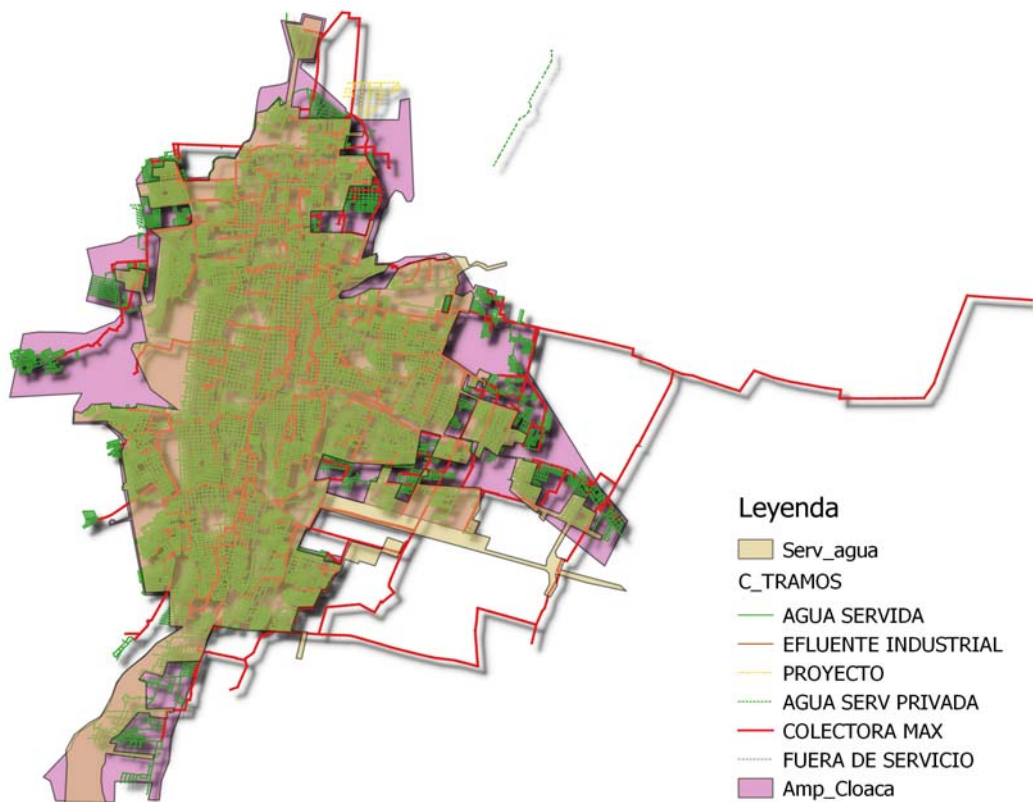 Leyenda
Serv_agua
C_TRAMOS
AGUA SERVIDA
EFLUENTE INDUSTRIAL
PROYECTO
AGUA SERV PRIVADA
COLECTORA MAX
FUERA DE SERVICIO
Amp_Cloaca